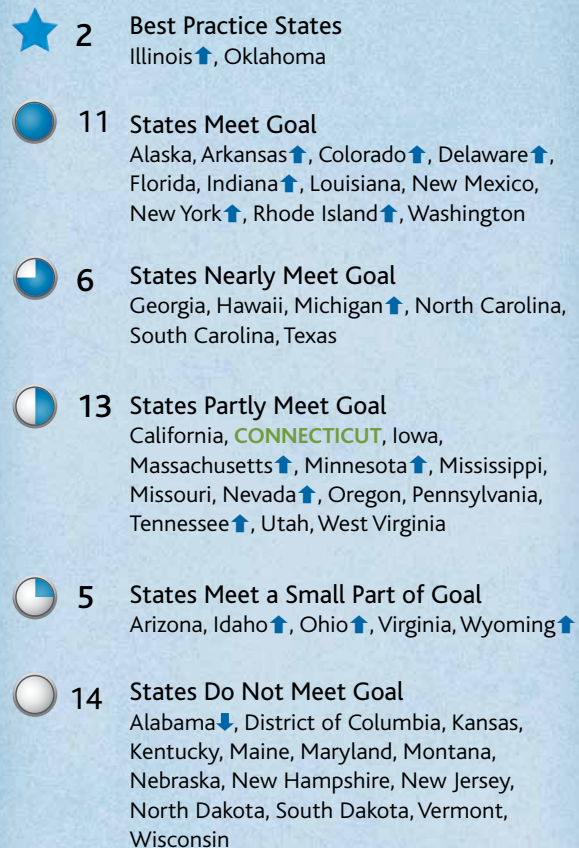 2 Best Practice States
Illinois⬆, Oklahoma
11 States Meet Goal
Alaska, Arkansas⬆, Colorado⬆, Delaware⬆,
Florida, Indiana⬆, Louisiana, New Mexico,
New York⬆, Rhode Island⬆, Washington
6 States Nearly Meet Goal
Georgia, Hawaii, Michigan⬆, North Carolina,
South Carolina, Texas
13 States Partly Meet Goal
California, CONNECTICUT, Iowa,
Massachusetts⬆, Minnesota⬆, Mississippi,
Missouri, Nevada⬆, Oregon, Pennsylvania,
Tennessee⬆, Utah, West Virginia
5 States Meet a Small Part of Goal
Arizona, Idaho⬆, Ohio⬆, Virginia, Wyoming⬆
14 States Do Not Meet Goal
Alabama⬇, District of Columbia, Kansas,
Kentucky, Maine, Maryland, Montana,
Nebraska, New Hampshire, New Jersey,
North Dakota, South Dakota, Vermont,
Wisconsin